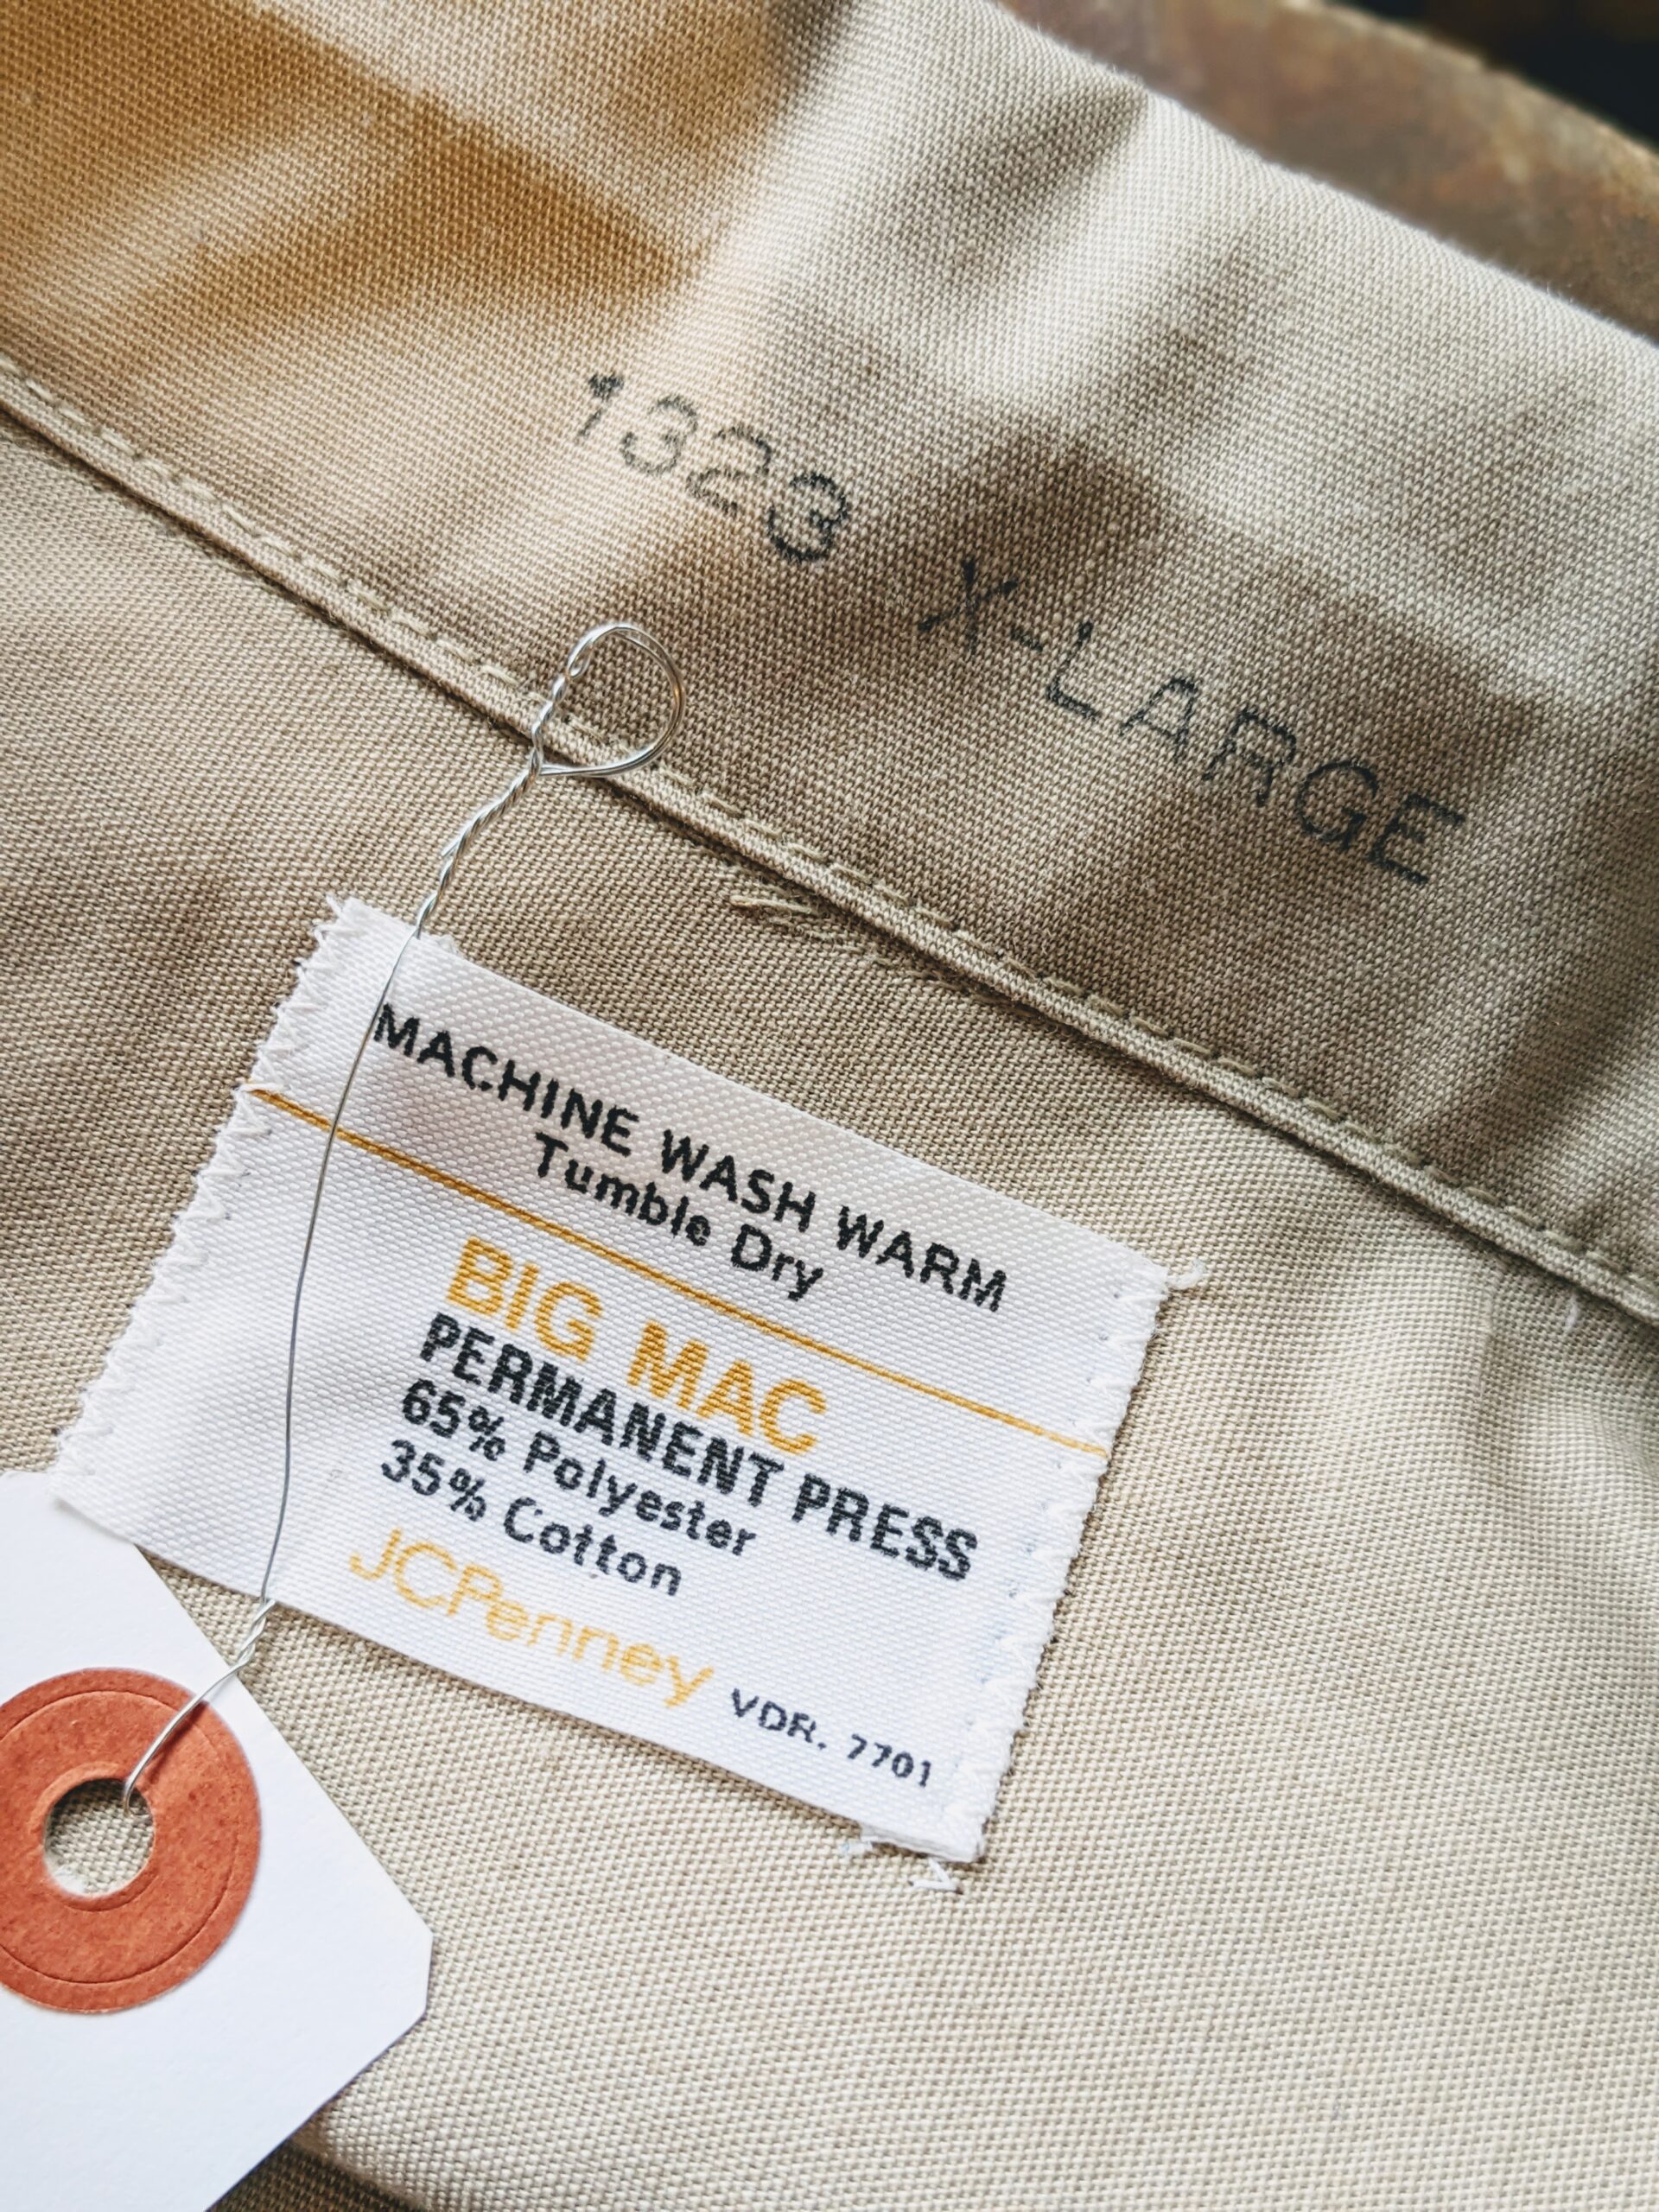 1323 X-LARGE
MACHINE WASH WARM
Tumble Dry
BIG MAC
PERMANENT PRESS
65% Polyester
35% Cotton
JCPenney VDR. 7701